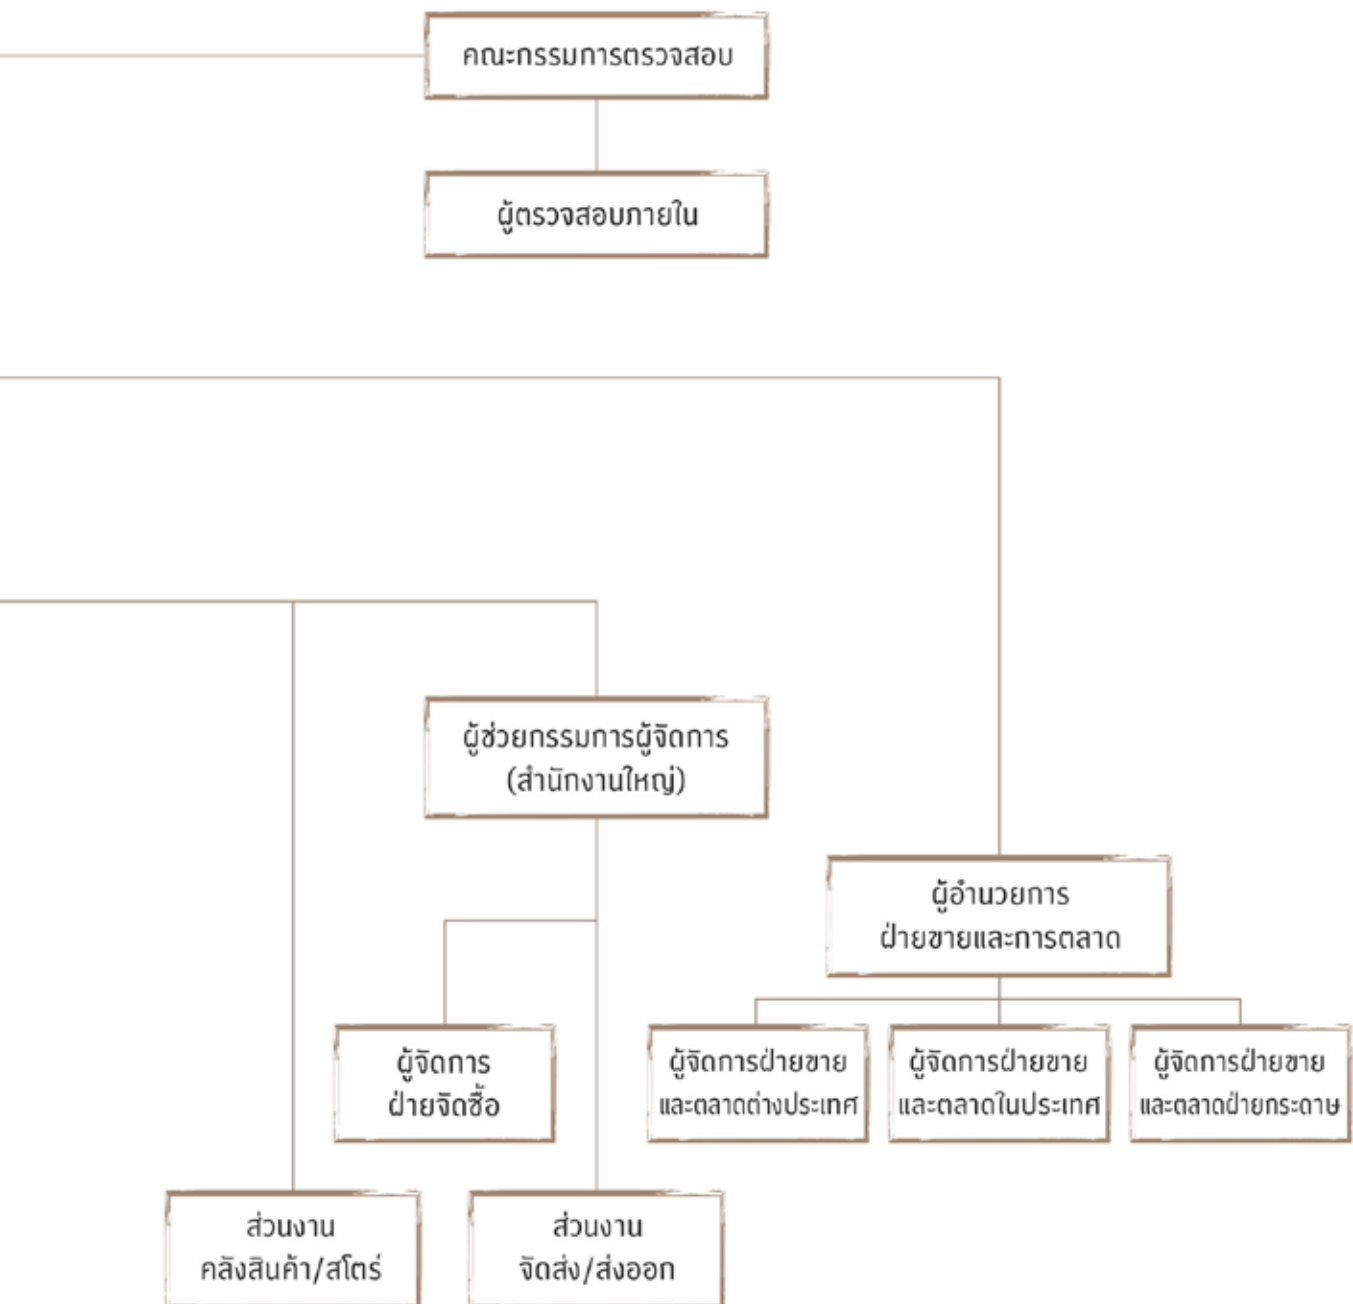 คณะกรรมการตรวจสอบ
ผู้ตรวจสอบภายใน
ผู้ช่วยกรรมการผู้จัดการ
(สำนักงานใหญ่)
ผู้อำนวยการ
ฝ่ายขายและการตลาด
ผู้จัดการ
ฝ่ายจัดซื้อ
ผู้จัดการฝ่ายขาย
และตลาดต่างประเทศ
ผู้จัดการฝ่ายขาย
และตลาดในประเทศ
ผู้จัดการฝ่ายขาย
และตลาดฝ่ายกระดาษ
ส่วนงาน
คลังสินค้า/สโตร์
ส่วนงาน
จัดส่ง/ส่งออก